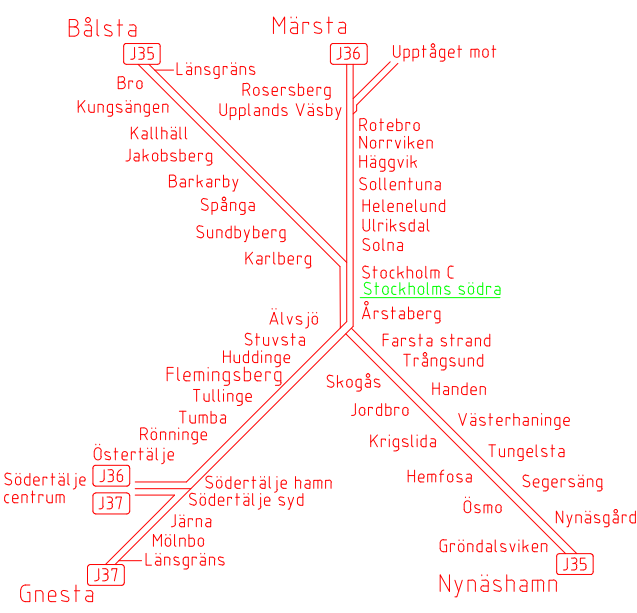 Bålsta
Märsta
J35
J36
Upptåget mot
Länsgräns
Bro
Rosersberg
Kungsängen
Upplands Väsby
Kallhäll
Rotebro
Norrviken
Jakobsberg
Häggvik
Barkarby
Sollentuna
Spånga
Helenelund
Ulriksdal
Sundbyberg
Solna
Karlberg
Stockholm C
Stockholms södra
Årstaberg
Älvsjö
Stuvsta
Farsta strand
Huddinge
Trångsund
Flemingsberg
Skogås
Tullinge
Handen
Jordbro
Tumba
Västerhaninge
Rönninge
Krigslida
Östertälje
Tungelsta
Södertälje
centrum
J36
J37
Södertälje hamn
Södertälje syd
Hemfosa
Segersäng
Ösmo
Järna
Nynäsgård
Mölnbo
Gröndalsviken
Länsgräns
J37
J35
Gnesta
Nynäshamn